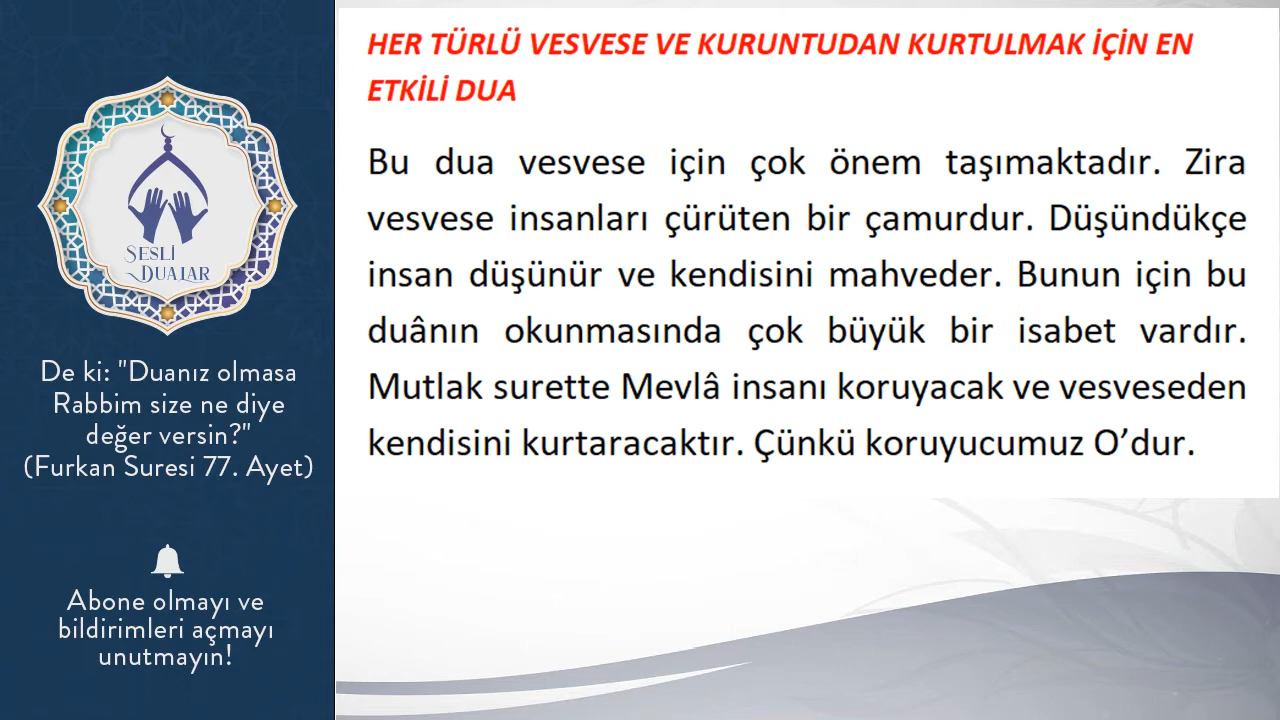 SESLİ
DUALAR
De ki: "Duanız olmasa
Rabbim size ne diye
değer versin?"
(Furkan Suresi 77. Ayet)
Abone olmayı ve
bildirimleri açmayı
unutmayın!
HER TÜRLÜ VESVESE VE KURUNTUDAN KURTULMAK İÇİN EN
ETKİLİ DUA
Bu dua vesvese için çok önem taşımaktadır. Zira
vesvese insanları çürüten bir çamurdur. Düşündükçe
insan düşünür ve kendisini mahveder. Bunun için bu
duânın okunmasında çok büyük bir isabet vardır.
Mutlak surette Mevlâ insanı koruyacak ve vesveseden
kendisini kurtaracaktır. Çünkü koruyucumuz O’dur.